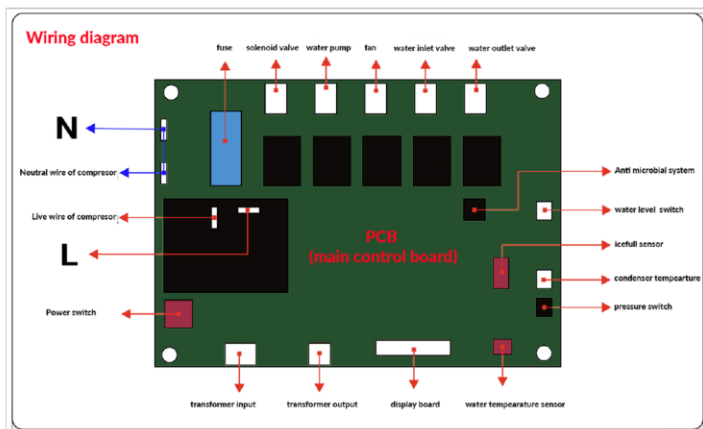 Wiring diagram
fuse
solenoid valve
water pump
fan
water inlet valve
water outlet valve
N
Neutral wire of compresor
Live wire of compresor;
L
Power switch
PCB
(main control board)
Anti microbial system
water level switch
icefull sensor
condenser tempearture
pressure switch
transformer input
transformer output
display board
water tempearature sensor